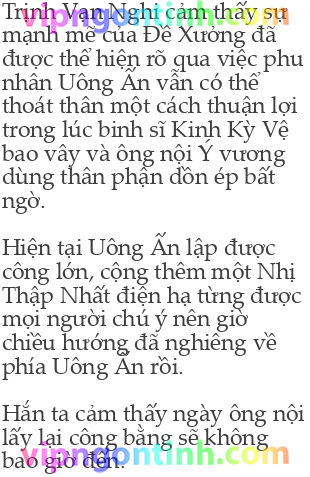 Trịnh Vạn Nghi cảm thấy sự
mạnh mẽ của Đề Xưởng đã
được thể hiện rõ qua việc phu
nhân Uông Ấn vẫn có thể
thoát thân một cách thuận lợi
trong lúc binh sĩ Kinh Kỳ Vệ
bao vây và ông nội Ý vương
dùng thân phận dồn ép bất
ngờ.
Hiện tại Uông Ấn lập được
công lớn, cộng thêm một Nhị
Thập Nhất điện hạ từng được
mọi người chú ý nên giờ
chiều hướng đã nghiêng về
phía Uông Ấn rồi.
Hắn ta cảm thấy ngày ông nội
lấy lại công bằng sẽ không
bao giờ đến.
vipngontinh.com
vipngontinh.com